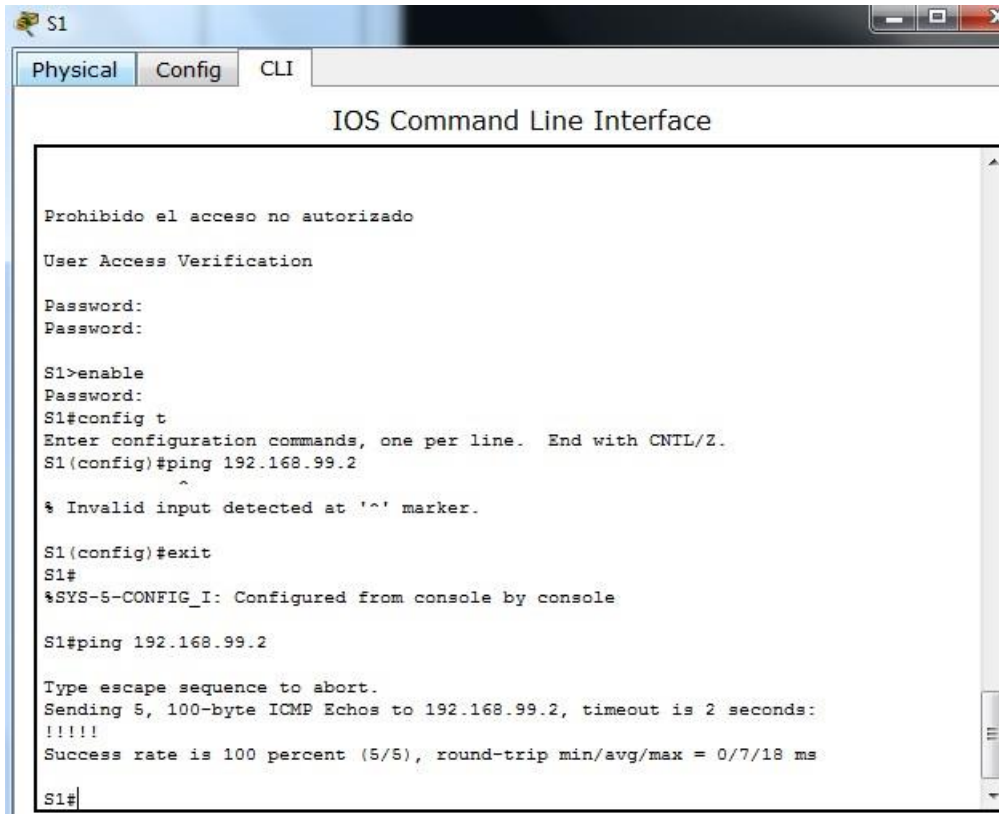 S1
Physical Config CLI
IOS Command Line Interface
Prohibido el acceso no autorizado
User Access Verification
Password:
Password:
S1>enable
Password:
S1#config t
Enter configuration commands, one per line.  End with CNTL/Z.
S1(config)#ping 192.168.99.2
^
% Invalid input detected at '^' marker.
S1(config)#exit
S1#
%SYS-5-CONFIG_I: Configured from console by console
S1#ping 192.168.99.2
Type escape sequence to abort.
Sending 5, 100-byte ICMP Echos to 192.168.99.2, timeout is 2 seconds:
!!!!!
Success rate is 100 percent (5/5), round-trip min/avg/max = 0/7/18 ms
S1#